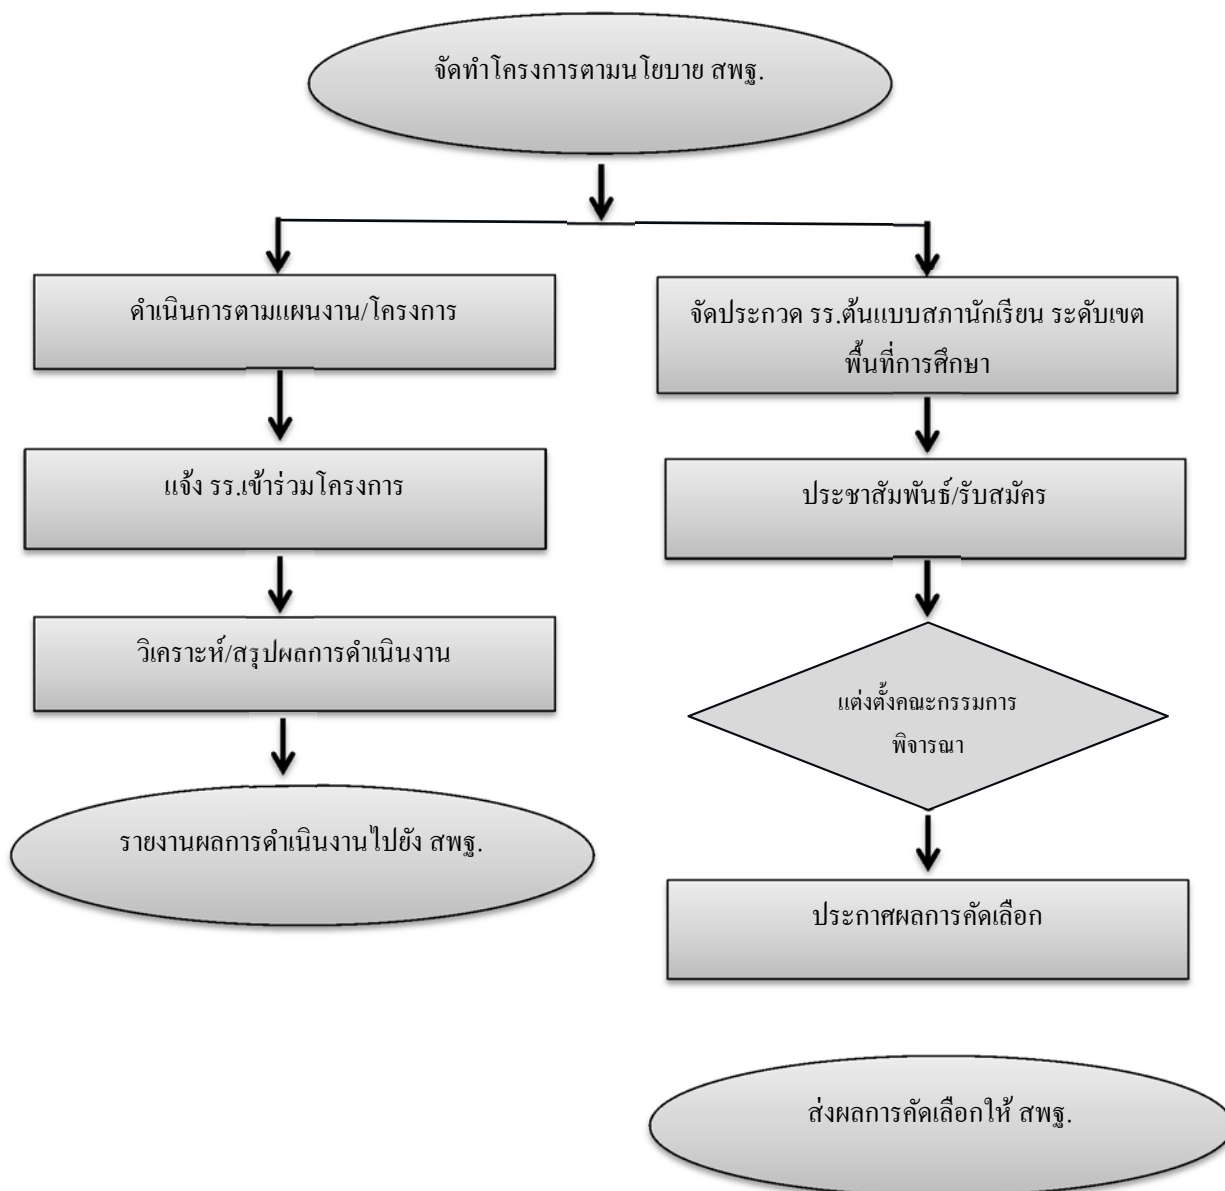 จัดทำโครงการตามนโยบาย สพฐ.
ดำเนินการตามแผนงาน/โครงการ
แจ้ง รร.เข้าร่วมโครงการ
วิเคราะห์/สรุปผลการดำเนินงาน
รายงานผลการดำเนินงานไปยัง สพฐ.
จัดประกวด รร.ต้นแบบสภานักเรียน ระดับเขต
พื้นที่การศึกษา
ประชาสัมพันธ์/รับสมัคร
แต่งตั้งคณะกรรมการ
พิจารณา
ประกาศผลการคัดเลือก
ส่งผลการคัดเลือกให้ สพฐ.